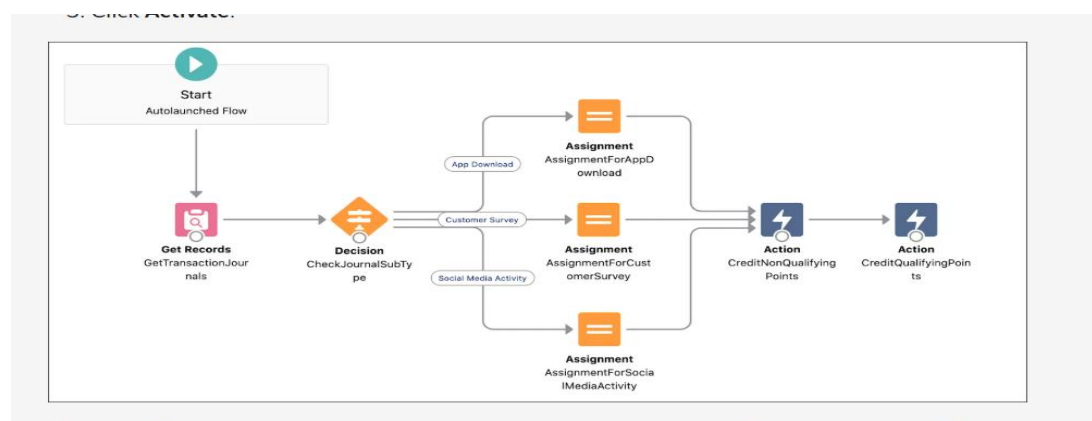 5. Click Activate.
Start
Autolaunched Flow
App Download
Assignment
AssignmentForAppD
ownload
Get Records
GetTransactionJour
nals
Decision
CheckJournalSubTy
pe
Customer Survey
Assignment
AssignmentForCust
omerSurvey
Action
CreditNonQualifying
Points
Action
CreditQualifyingPoin
ts
Social Media Activity
Assignment
AssignmentForSocia
lMediaActivity